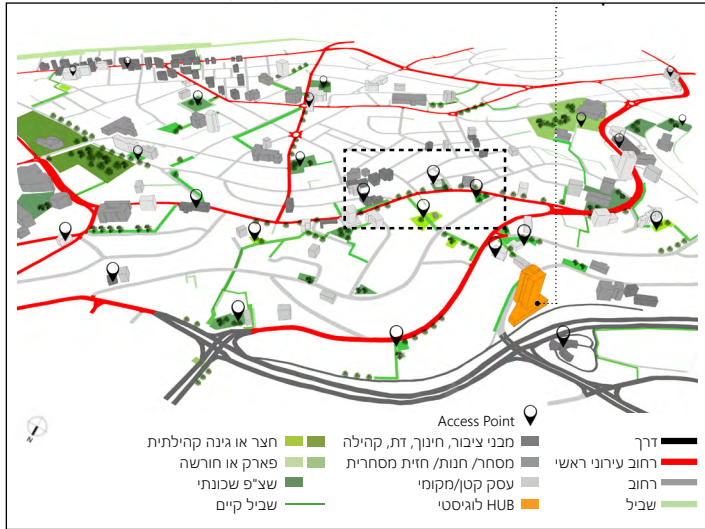 Access Point
דרך
מבני ציבור, חינוך, דת, קהילה
חצר או גינה קהילתית
רחוב עירוני ראשי
מסחר/ חנות/ חזית מסחרית
פארק או חורשה
רחוב
עסק קטן/מקומי
שצ"פ שכונתי
שביל
HUB לוגיסטי
שביל קיים
N